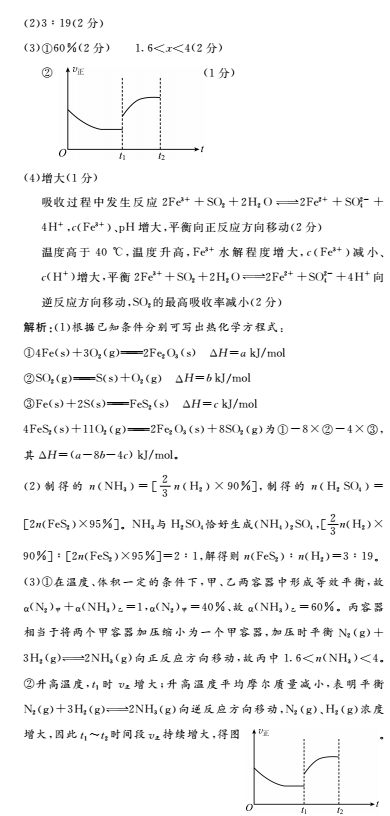 (2)3∶19(2分)
(3)①60%(2分)　1.6<x<4(2分)
②　v正　(1分)
O　t₁　t₂　t
(4)增大(1分)
吸收过程中发生反应 2Fe³⁺+SO₂+2H₂O⇌2Fe²⁺+SO₄²⁻+
4H⁺,c(Fe³⁺)、pH增大,平衡向正反应方向移动(2分)
温度高于 40 ℃,温度升高,Fe³⁺水解程度增大,c(Fe³⁺)减小、
c(H⁺)增大,平衡 2Fe³⁺+SO₂+2H₂O⇌2Fe²⁺+SO₄²⁻+4H⁺向
逆反应方向移动,SO₂的最高吸收率减小(2分)
解析:(1)根据已知条件分别可写出热化学方程式:
①4Fe(s)+3O₂(g)══2Fe₂O₃(s)　ΔH=a kJ/mol
②SO₂(g)══S(s)+O₂(g)　ΔH=b kJ/mol
③Fe(s)+2S(s)══FeS₂(s)　ΔH=c kJ/mol
4FeS₂(s)+11O₂(g)══2Fe₂O₃(s)+8SO₂(g)为①-8×②-4×③,
其 ΔH=(a-8b-4c) kJ/mol。
(2)制得的 n(NH₃)=[2/3 n(H₂)×90%],制得的 n(H₂SO₄)=
[2n(FeS₂)×95%]。NH₃与H₂SO₄恰好生成(NH₄)₂SO₄,[2/3 n(H₂)×
90%]∶[2n(FeS₂)×95%]=2∶1,解得则 n(FeS₂)∶n(H₂)=3∶19。
(3)①在温度、体积一定的条件下,甲、乙两容器中形成等效平衡,故
α(N₂)甲+α(NH₃)乙=1,α(N₂)甲=40%、故 α(NH₃)乙=60%。丙容器
相当于将两个甲容器加压缩小为一个甲容器,加压时平衡 N₂(g)+
3H₂(g)⇌2NH₃(g)向正反应方向移动,故丙中 1.6<n(NH₃)<4。
②升高温度,t₁时 v正增大;升高温度平均摩尔质量减小,表明平衡
N₂(g)+3H₂(g)⇌2NH₃(g)向逆反应方向移动,N₂(g)、H₂(g)浓度
增大,因此 t₁～t₂时间段 v正持续增大,得图　v正　。
O　t₁　t₂　t